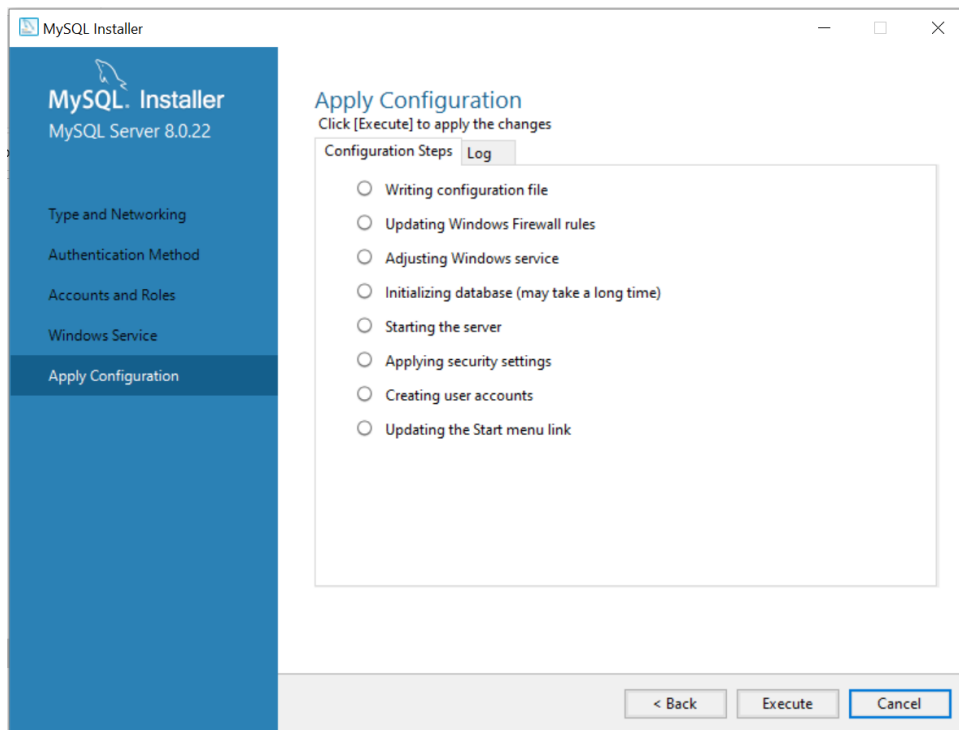 MySQL Installer
MySQL. Installer
MySQL Server 8.0.22
Type and Networking
Authentication Method
Accounts and Roles
Windows Service
Apply Configuration
Apply Configuration
Click [Execute] to apply the changes
Configuration Steps Log
Writing configuration file
Updating Windows Firewall rules
Adjusting Windows service
Initializing database (may take a long time)
Starting the server
Applying security settings
Creating user accounts
Updating the Start menu link
< Back Execute Cancel